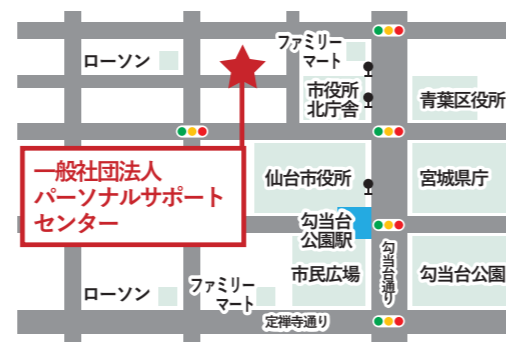 ファミリー
マート
ローソン
市役所
北庁舎
青葉区役所
一般社団法人
パーソナルサポート
センター
仙台市役所
宮城県庁
勾当台
公園駅
勾当台通り
市民広場
勾当台公園
ローソン
ファミリー
マート
定禅寺通り